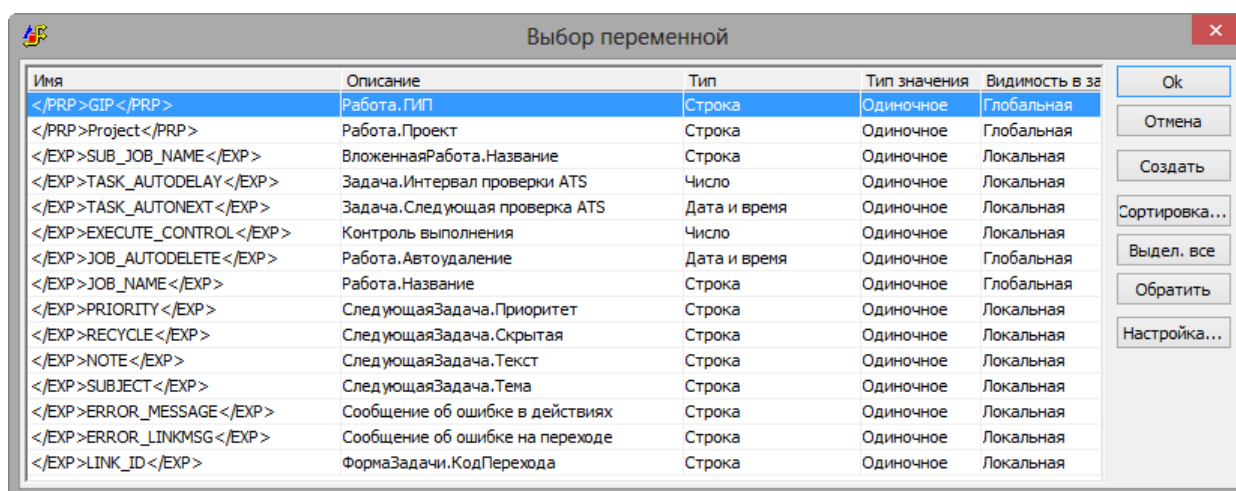 Выбор переменной
Имя Описание Тип Тип значения Видимость в за
</PRP>GIP</PRP> Работа.ГИП Строка Одиночное Глобальная
</PRP>Project</PRP> Работа.Проект Строка Одиночное Глобальная
</EXP>SUB_JOB_NAME</EXP> ВложеннаяРабота.Название Строка Одиночное Локальная
</EXP>TASK_AUTODELAY</EXP> Задача.Интервал проверки ATS Число Одиночное Локальная
</EXP>TASK_AUTONEXT</EXP> Задача.Следующая проверка ATS Дата и время Одиночное Локальная
</EXP>EXECUTE_CONTROL</EXP> Контроль выполнения Число Одиночное Локальная
</EXP>JOB_AUTODELETE</EXP> Работа.Автоудаление Дата и время Одиночное Глобальная
</EXP>JOB_NAME</EXP> Работа.Название Строка Одиночное Глобальная
</EXP>PRIORITY</EXP> СледующаяЗадача.Приоритет Строка Одиночное Локальная
</EXP>RECYCLE</EXP> СледующаяЗадача.Скрытая Строка Одиночное Локальная
</EXP>NOTE</EXP> СледующаяЗадача.Текст Строка Одиночное Локальная
</EXP>SUBJECT</EXP> СледующаяЗадача.Тема Строка Одиночное Локальная
</EXP>ERROR_MESSAGE</EXP> Сообщение об ошибке в действиях Строка Одиночное Локальная
</EXP>ERROR_LINKMSG</EXP> Сообщение об ошибке на переходе Строка Одиночное Локальная
</EXP>LINK_ID</EXP> ФормаЗадачи.КодПерехода Строка Одиночное Локальная
Ok
Отмена
Создать
Сортировка...
Выдел. все
Обратить
Настройка...